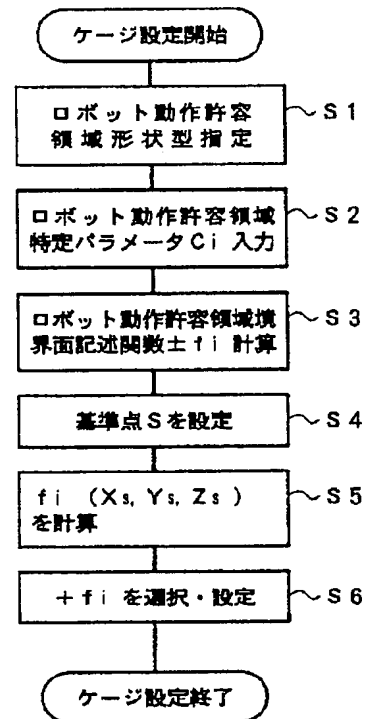 ケージ設定開始
ロボット動作許容
領域形状型指定
～S1
ロボット動作許容領域
特定パラメータCi入力
～S2
ロボット動作許容領域境
界面記述関数±fi計算
～S3
基準点Sを設定
～S4
fi (Xs, Ys, Zs)
を計算
～S5
+fiを選択・設定
～S6
ケージ設定終了